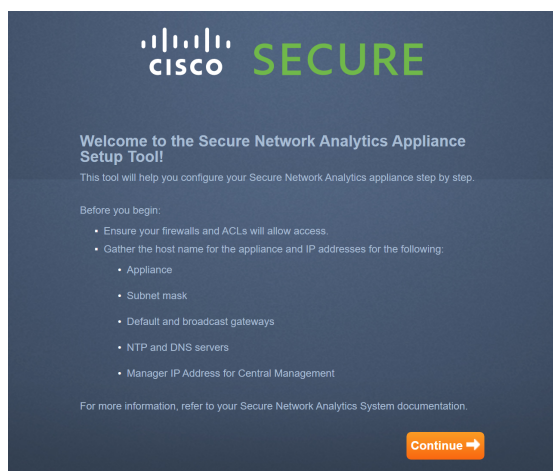 CISCO SECURE
Welcome to the Secure Network Analytics Appliance
Setup Tool!
This tool will help you configure your Secure Network Analytics appliance step by step.
Before you begin:
• Ensure your firewalls and ACLs will allow access.
• Gather the host name for the appliance and IP addresses for the following:
• Appliance
• Subnet mask
• Default and broadcast gateways
• NTP and DNS servers
• Manager IP Address for Central Management
For more information, refer to your Secure Network Analytics System documentation.
Continue